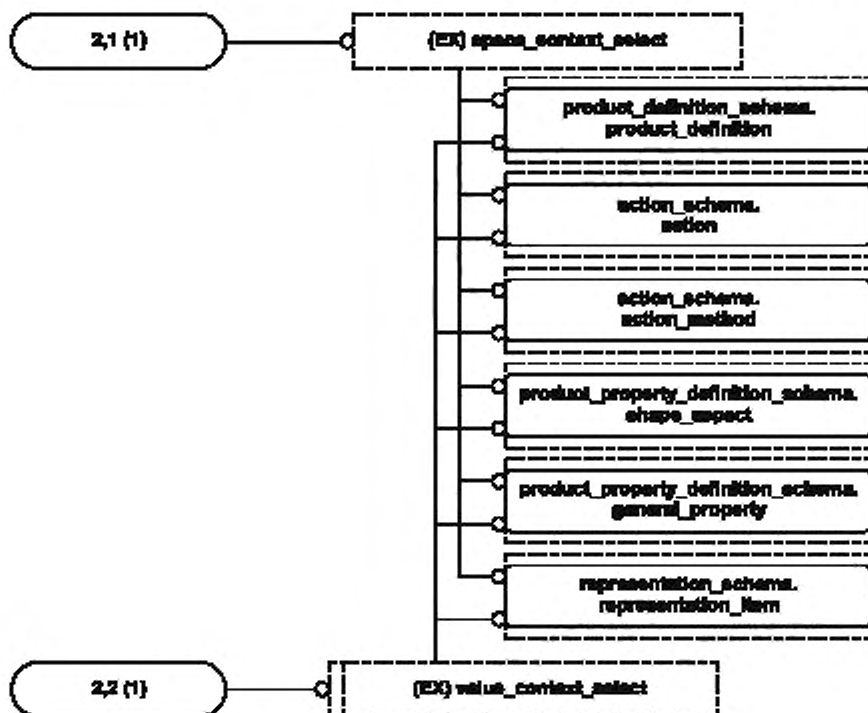 2,1 (1)
(EX) space_context_select
product_definition_schema.
product_definition
action_schema.
action
action_schema.
action_method
product_property_definition_schema.
shape_aspect
product_property_definition_schema.
general_property
representation_schema.
representation_item
2,2 (1)
(EX) value_context_select